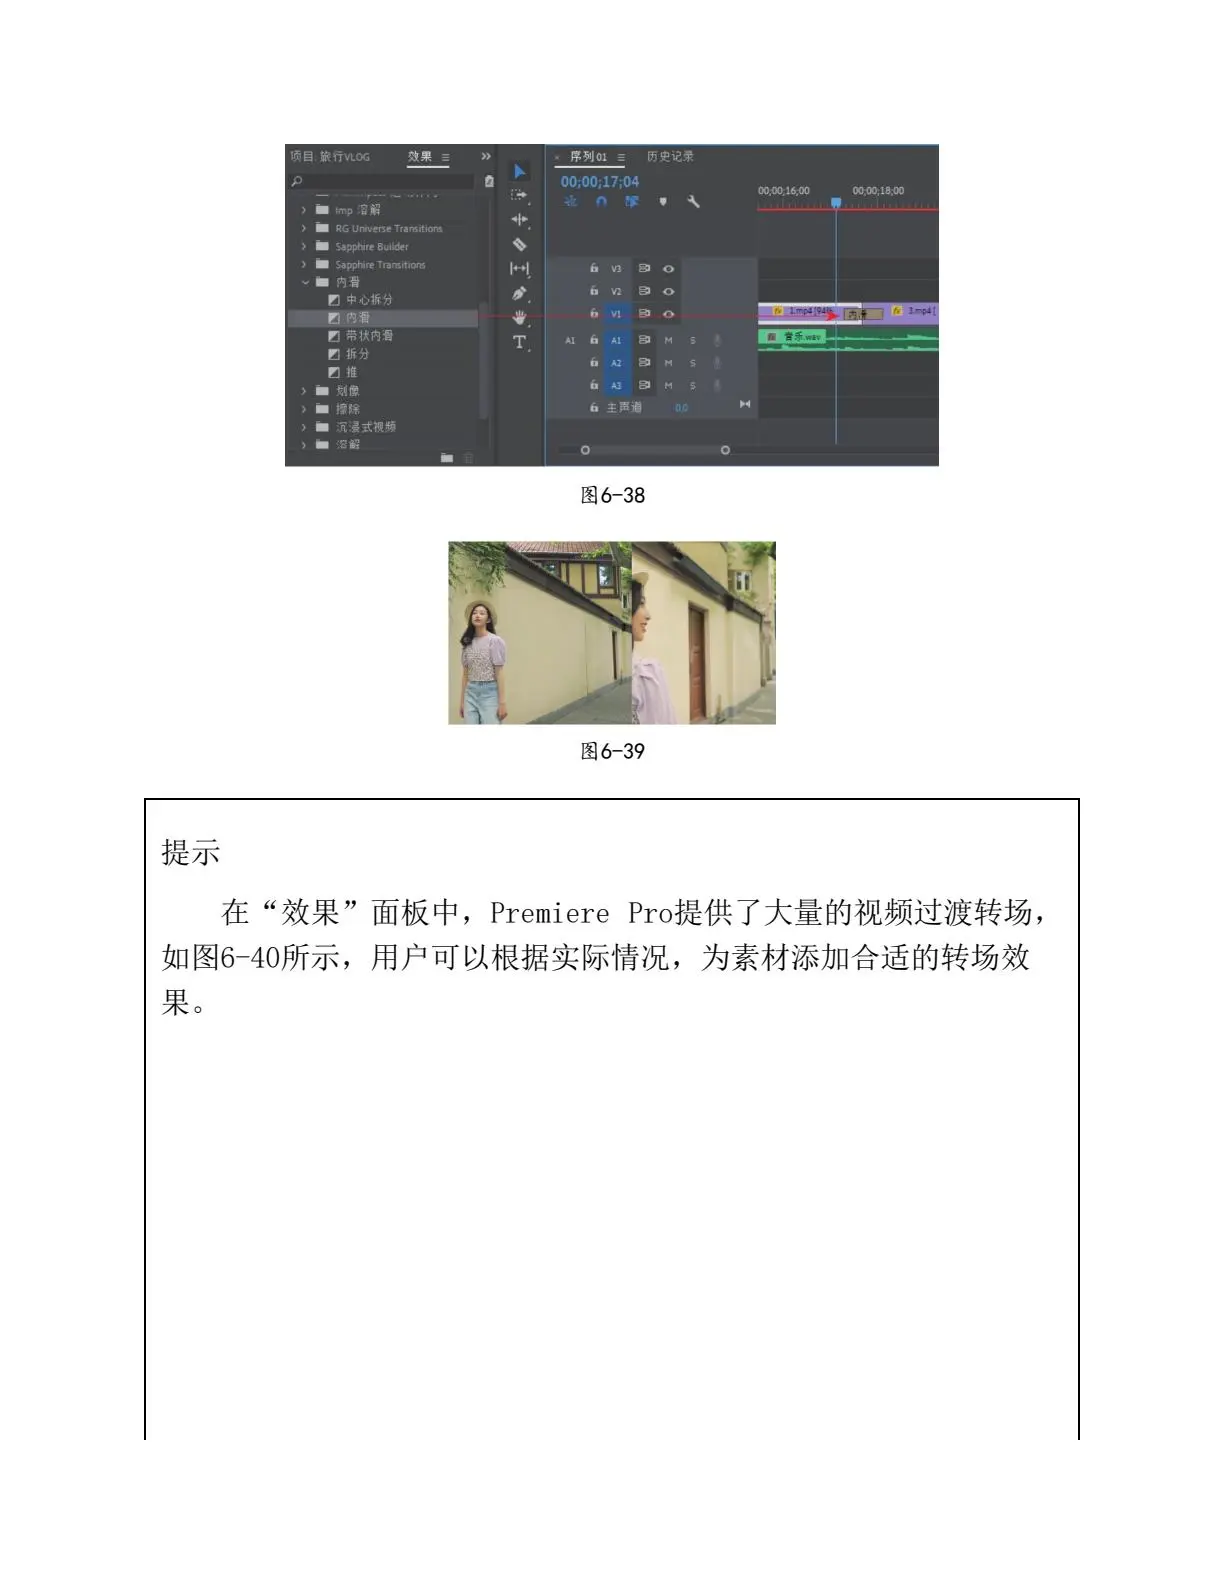 项目: 旅行VLOG 效果
序列01 历史记录
00;00;17;04
00;00;16;00 00;00;18;00
Imp 溶解
RG Universe Transitions
Sapphire Builder
Sapphire Transitions
内滑
中心拆分
内滑
带状内滑
拆分
推
划像
擦除
沉浸式视频
溶解
V3
V2
V1 fx 1.mp4 [94% 内滑 fx 3.mp4 [
A1 A1 M S fx 音乐.wav
A2 M S
A3 M S
主声道 0.0
图6-38
图6-39
提示
在“效果”面板中，Premiere Pro提供了大量的视频过渡转场，
如图6-40所示，用户可以根据实际情况，为素材添加合适的转场效
果。